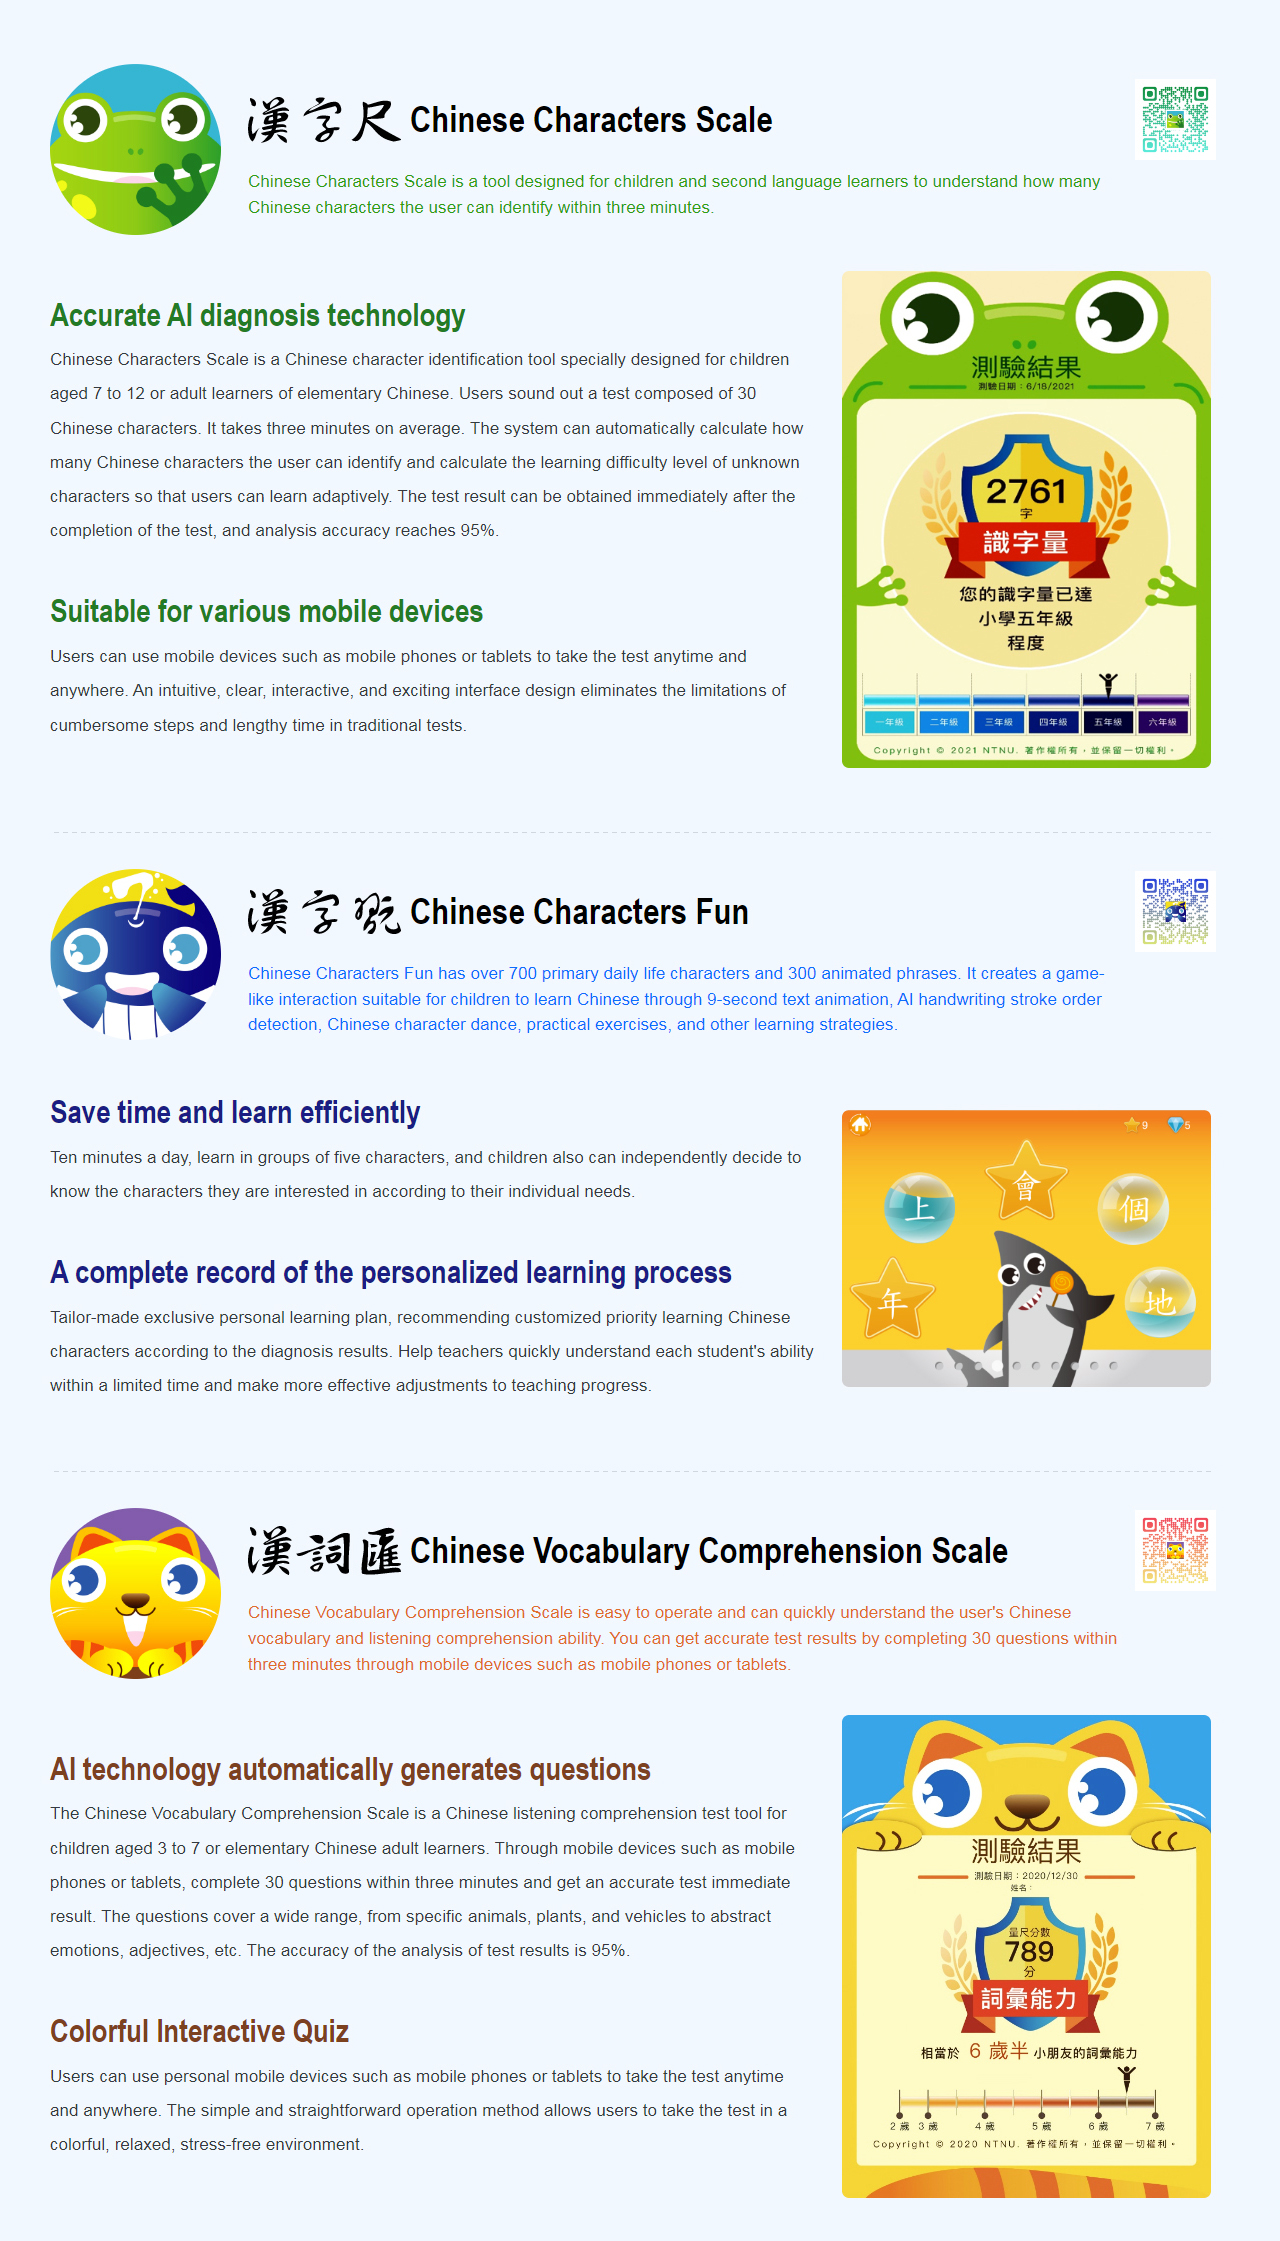 漢字尺 Chinese Characters Scale
Chinese Characters Scale is a tool designed for children and second language learners to understand how many
Chinese characters the user can identify within three minutes.
Accurate AI diagnosis technology
Chinese Characters Scale is a Chinese character identification tool specially designed for children
aged 7 to 12 or adult learners of elementary Chinese. Users sound out a test composed of 30
Chinese characters. It takes three minutes on average. The system can automatically calculate how
many Chinese characters the user can identify and calculate the learning difficulty level of unknown
characters so that users can learn adaptively. The test result can be obtained immediately after the
completion of the test, and analysis accuracy reaches 95%.
Suitable for various mobile devices
Users can use mobile devices such as mobile phones or tablets to take the test anytime and
anywhere. An intuitive, clear, interactive, and exciting interface design eliminates the limitations of
cumbersome steps and lengthy time in traditional tests.
測驗結果
測驗日期：6/18/2021
2761
字
識字量
您的識字量已達
小學五年級
程度
一年級 二年級 三年級 四年級 五年級 六年級
Copyright © 2021 NTNU. 著作權所有，並保留一切權利。
漢字翫 Chinese Characters Fun
Chinese Characters Fun has over 700 primary daily life characters and 300 animated phrases. It creates a game-
like interaction suitable for children to learn Chinese through 9-second text animation, AI handwriting stroke order
detection, Chinese character dance, practical exercises, and other learning strategies.
Save time and learn efficiently
Ten minutes a day, learn in groups of five characters, and children also can independently decide to
know the characters they are interested in according to their individual needs.
A complete record of the personalized learning process
Tailor-made exclusive personal learning plan, recommending customized priority learning Chinese
characters according to the diagnosis results. Help teachers quickly understand each student's ability
within a limited time and make more effective adjustments to teaching progress.
9 5
會
上
個
年
地
漢詞匯 Chinese Vocabulary Comprehension Scale
Chinese Vocabulary Comprehension Scale is easy to operate and can quickly understand the user's Chinese
vocabulary and listening comprehension ability. You can get accurate test results by completing 30 questions within
three minutes through mobile devices such as mobile phones or tablets.
AI technology automatically generates questions
The Chinese Vocabulary Comprehension Scale is a Chinese listening comprehension test tool for
children aged 3 to 7 or elementary Chinese adult learners. Through mobile devices such as mobile
phones or tablets, complete 30 questions within three minutes and get an accurate test immediate
result. The questions cover a wide range, from specific animals, plants, and vehicles to abstract
emotions, adjectives, etc. The accuracy of the analysis of test results is 95%.
Colorful Interactive Quiz
Users can use personal mobile devices such as mobile phones or tablets to take the test anytime
and anywhere. The simple and straightforward operation method allows users to take the test in a
colorful, relaxed, stress-free environment.
測驗結果
測驗日期：2020/12/30
姓名：
量尺分數
789
分
詞彙能力
相當於 6 歲半 小朋友的詞彙能力
2 歲 3 歲 4 歲 5 歲 6 歲 7 歲
Copyright © 2020 NTNU. 著作權所有，並保留一切權利。